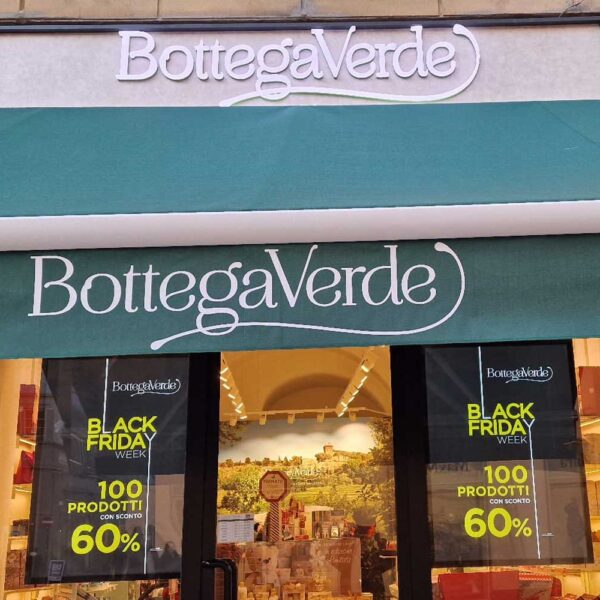 BottegaVerde
BottegaVerde
BottegaVerde
BLACK
FRIDAY
WEEK
100
PRODOTTI
CON SCONTO
60%
BottegaVerde
BLACK
FRIDAY
WEEK
100
PRODOTTI
CON SCONTO
60%